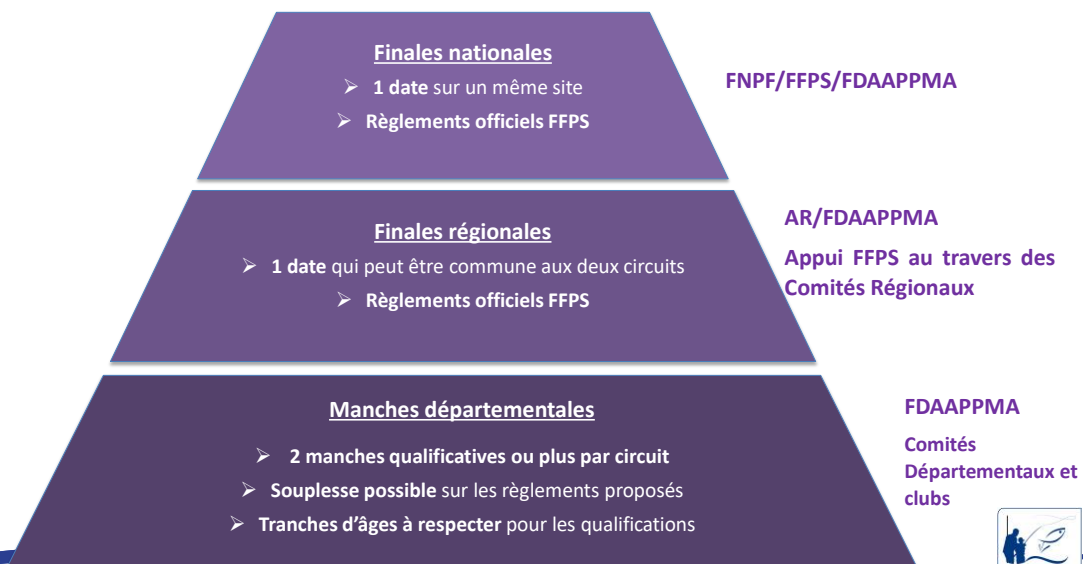 Finales nationales
➢ 1 date sur un même site
➢ Règlements officiels FFPS
FNPF/FFPS/FDAAPPMA
Finales régionales
➢ 1 date qui peut être commune aux deux circuits
➢ Règlements officiels FFPS
AR/FDAAPPMA
Appui FFPS au travers des
Comités Régionaux
Manches départementales
➢ 2 manches qualificatives ou plus par circuit
➢ Souplesse possible sur les règlements proposés
➢ Tranches d’âges à respecter pour les qualifications
FDAAPPMA
Comités
Départementaux et
clubs